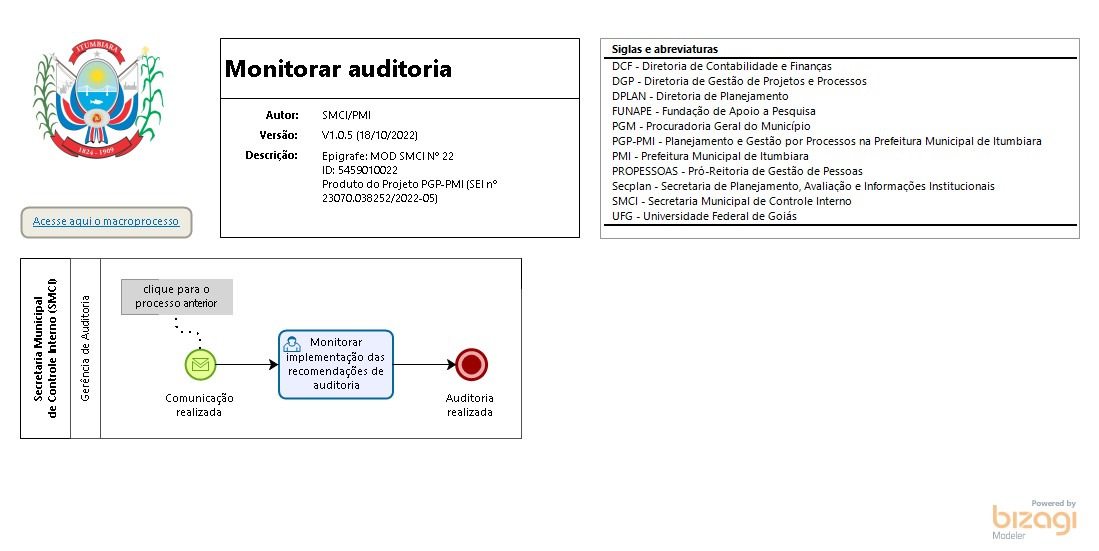 ITUMBIARA
1824 - 1909
Acesse aqui o macroprocesso
Monitorar auditoria
Autor: SMCI/PMI
Versão: V1.0.5 (18/10/2022)
Descrição: Epigrafe: MOD SMCI Nº 22
ID: 5459010022
Produto do Projeto PGP-PMI (SEI nº
23070.038252/2022-05)
Siglas e abreviaturas
DCF - Diretoria de Contabilidade e Finanças
DGP - Diretoria de Gestão de Projetos e Processos
DPLAN - Diretoria de Planejamento
FUNAPE - Fundação de Apoio a Pesquisa
PGM - Procuradoria Geral do Município
PGP-PMI - Planejamento e Gestão por Processos na Prefeitura Municipal de Itumbiara
PMI - Prefeitura Municipal de Itumbiara
PROPESSOAS - Pró-Reitoria de Gestão de Pessoas
Secplan - Secretaria de Planejamento, Avaliação e Informações Institucionais
SMCI - Secretaria Municipal de Controle Interno
UFG - Universidade Federal de Goiás
Secretaria Municipal
de Controle Interno (SMCI)
Gerência de Auditoria
clique para o
processo anterior
Comunicação
realizada
Monitorar
implementação das
recomendações de
auditoria
Auditoria
realizada
Powered by
bizagi
Modeler